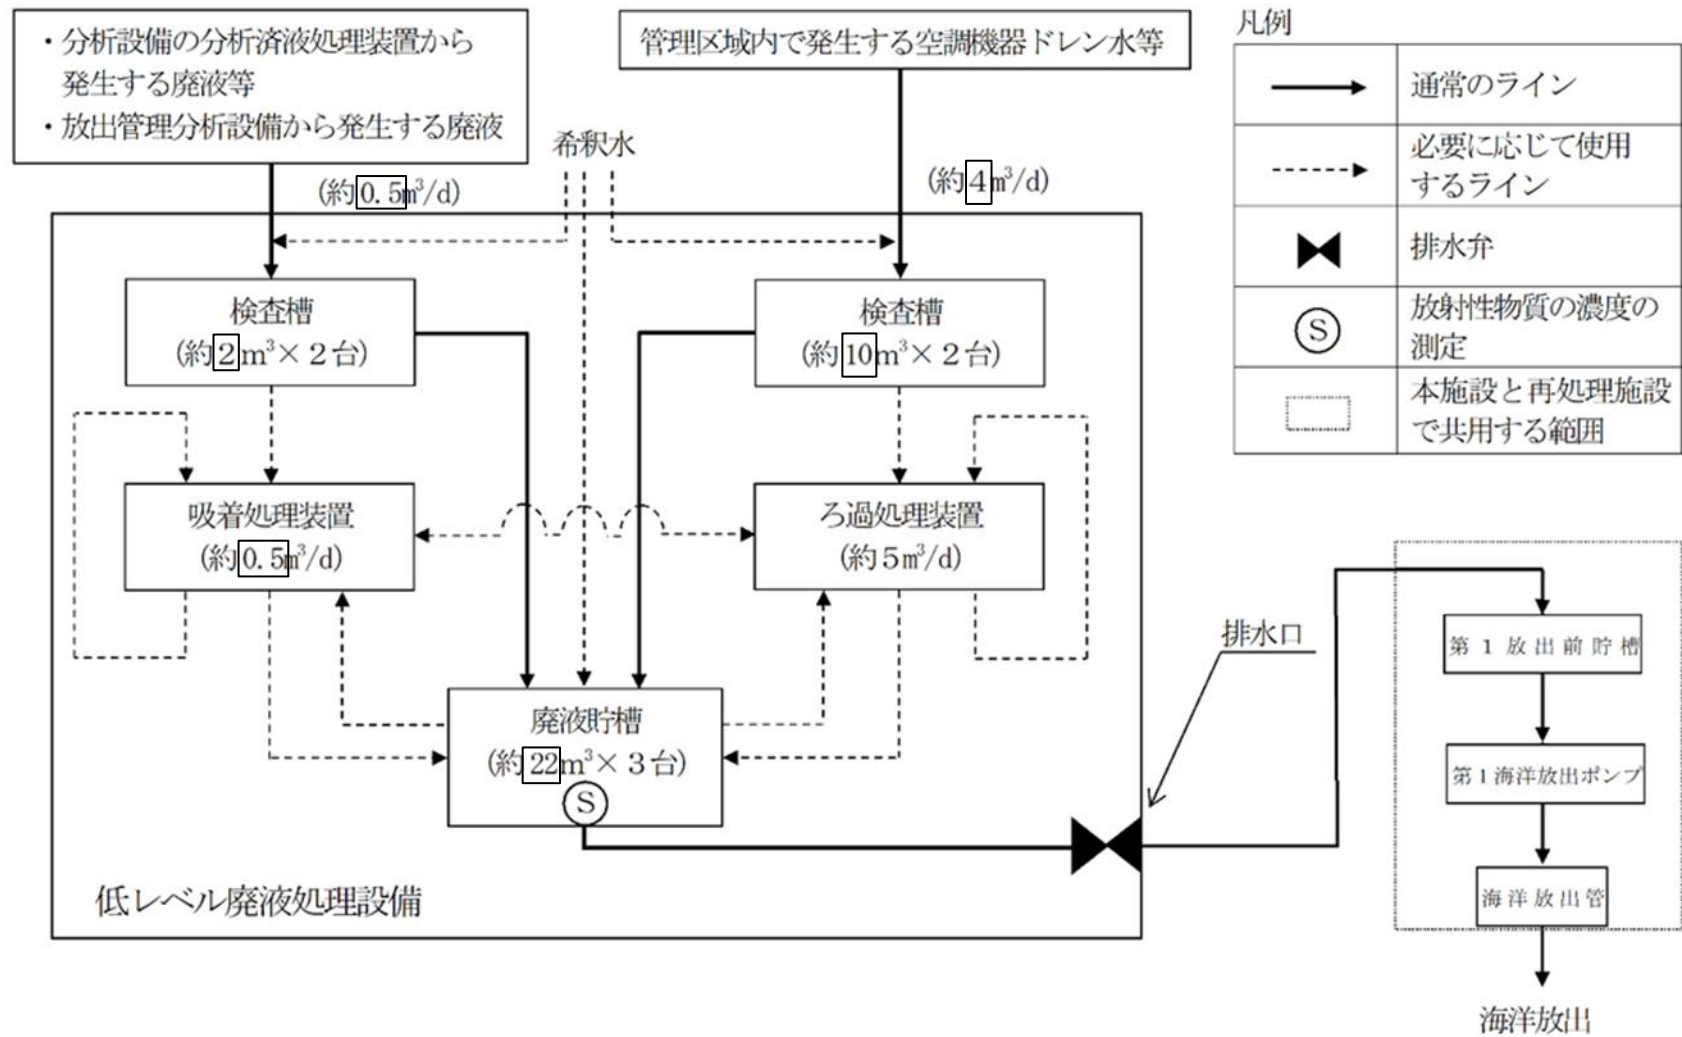 ・分析設備の分析済液処理装置から
発生する廃液等
・放出管理分析設備から発生する廃液
管理区域内で発生する空調機器ドレン水等
希釈水
(約0.5m³/d)
(約4m³/d)
検査槽
(約2m³×2台)
検査槽
(約10m³×2台)
吸着処理装置
(約0.5m³/d)
ろ過処理装置
(約5m³/d)
廃液貯槽
(約22m³×3台)
S
低レベル廃液処理設備
排水口
凡例
通常のライン
必要に応じて使用
するライン
排水弁
S
放射性物質の濃度の
測定
本施設と再処理施設
で共用する範囲
第1放出前貯槽
第1海洋放出ポンプ
海洋放出管
海洋放出